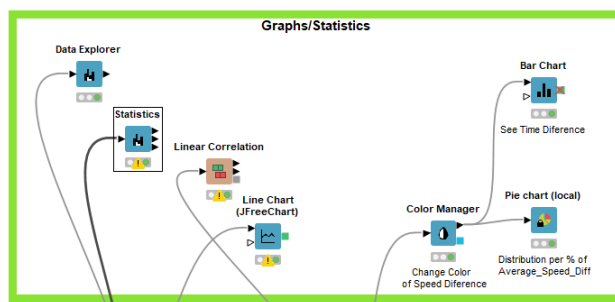 Graphs/Statistics
Data Explorer
Statistics
Linear Correlation
Line Chart
(JFreeChart)
Color Manager
Change Color
of Speed Diference
Bar Chart
See Time Diference
Pie chart (local)
Distribution per % of
Average_Speed_Diff